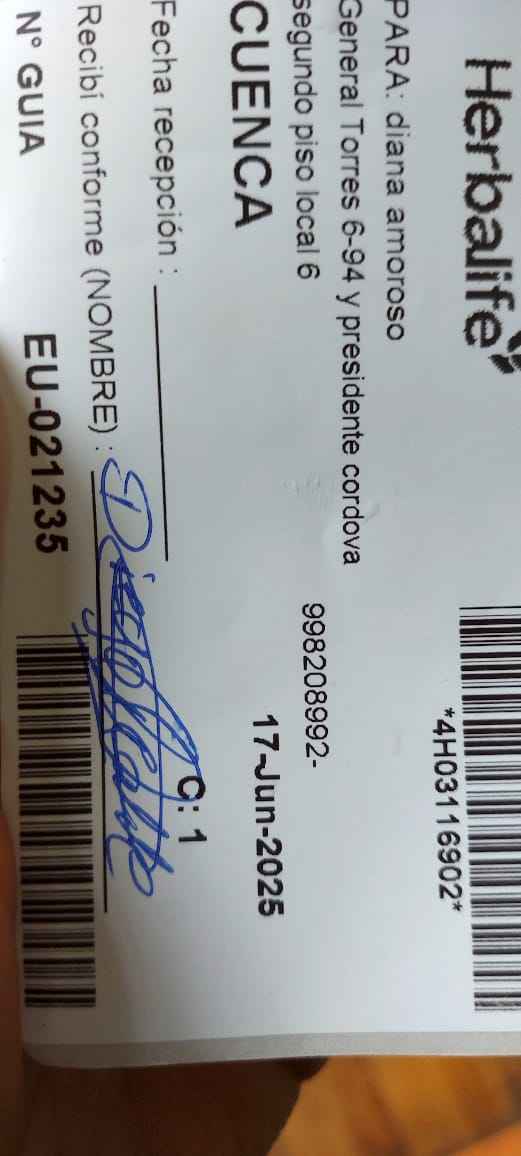 Herbalife
*4H03116902*
PARA: diana amoroso
General Torres 6-94 y presidente cordova
segundo piso local 6
998208992-
CUENCA
17-Jun-2025
Fecha recepción :
C: 1
Recibí conforme (NOMBRE) : Diego
N° GUIA
EU-021235